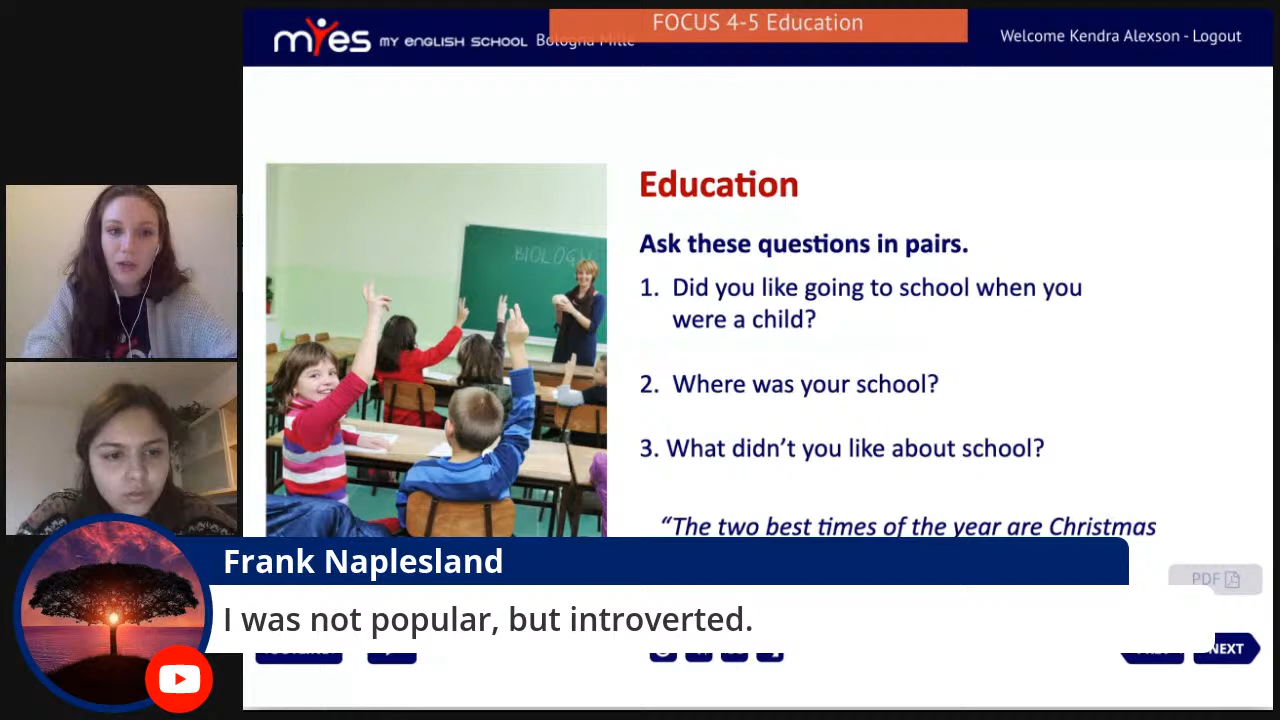 FOCUS 4-5 Education
myes MY ENGLISH SCHOOL Bologna Mille
Welcome Kendra Alexson - Logout
BIOLOGY
Education
Ask these questions in pairs.
1. Did you like going to school when you
were a child?
2. Where was your school?
3. What didn't you like about school?
“The two best times of the year are Christmas
PDF
Frank Naplesland
I was not popular, but introverted.
NEXT